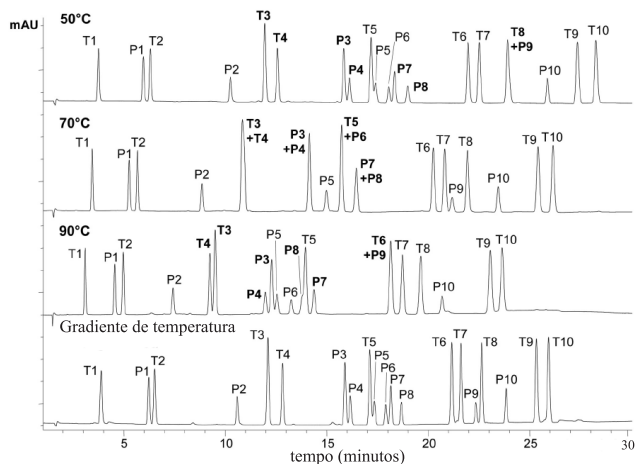 mAU
50°C
T1
P1
T2
P2
T3
T4
P3
P4
T5
P5
P6
P7
P8
T6
T7
T8
+P9
P10
T9
T10
70°C
T1
P1
T2
P2
T3
+T4
P3
+P4
P5
T5
+P6
P7
+P8
T6
T7
P9
T8
P10
T9
T10
90°C
T1
P1
T2
P2
T4
T3
P4
P3
P5
P6
P8
T5
P7
T6
+P9
T7
T8
P10
T9
T10
Gradiente de temperatura
T1
P1
T2
P2
T3
T4
P3
P4
T5
P5
P6
P7
P8
T6
T7
P9
T8
P10
T9
T10
5 10 15 20 25 30
tempo (minutos)